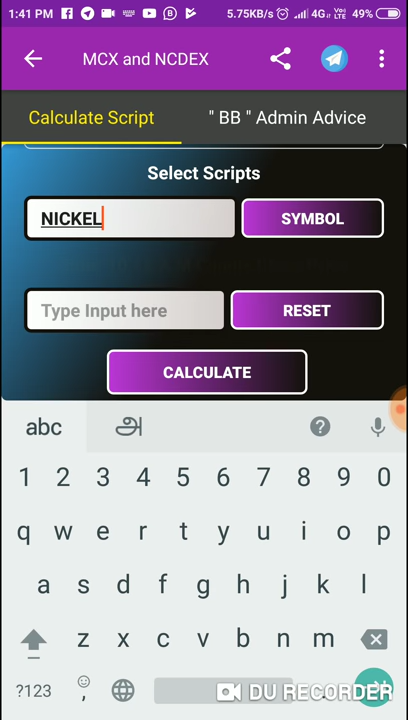 1:41 PM 5.75KB/s 4G VoLTE 49%
MCX and NCDEX
Calculate Script " BB " Admin Advice
Select Scripts
NICKEL SYMBOL
Type Input here RESET
CALCULATE
abc அ ?
1 2 3 4 5 6 7 8 9 0
q w e r t y u i o p
a s d f g h j k l
z x c v b n m
?123 , .
DU RECORDER